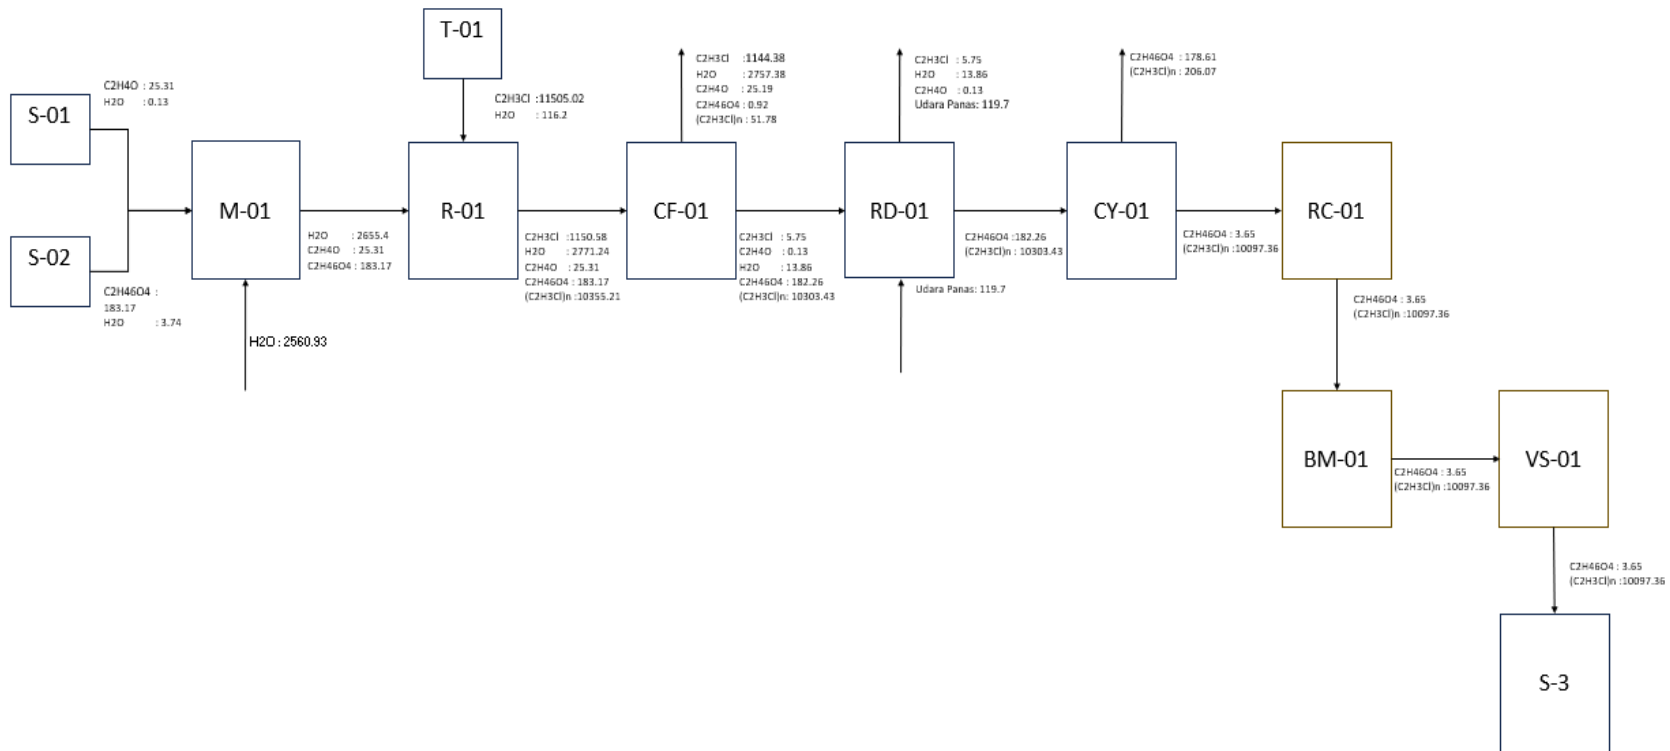 T-01
C2H4O : 25.31
H2O : 0.13
S-01
C2H3Cl :11505.02
H2O : 116.2
C2H3Cl :1144.38
H2O : 2757.38
C2H4O : 25.19
C2H46O4 : 0.92
(C2H3Cl)n : 51.78
C2H3Cl : 5.75
H2O : 13.86
C2H4O : 0.13
Udara Panas: 119.7
C2H46O4 : 178.61
(C2H3Cl)n : 206.07
M-01
R-01
CF-01
RD-01
CY-01
RC-01
S-02
H2O : 2655.4
C2H4O : 25.31
C2H46O4 : 183.17
C2H3Cl :1150.58
H2O : 2771.24
C2H4O : 25.31
C2H46O4 : 183.17
(C2H3Cl)n :10355.21
C2H3Cl : 5.75
C2H4O : 0.13
H2O : 13.86
C2H46O4 : 182.26
(C2H3Cl)n: 10303.43
C2H46O4 :182.26
(C2H3Cl)n : 10303.43
C2H46O4 : 3.65
(C2H3Cl)n :10097.36
C2H46O4 :
183.17
H2O : 3.74
H2O : 2560.93
Udara Panas: 119.7
C2H46O4 : 3.65
(C2H3Cl)n :10097.36
BM-01
C2H46O4 : 3.65
(C2H3Cl)n :10097.36
VS-01
C2H46O4 : 3.65
(C2H3Cl)n :10097.36
S-3